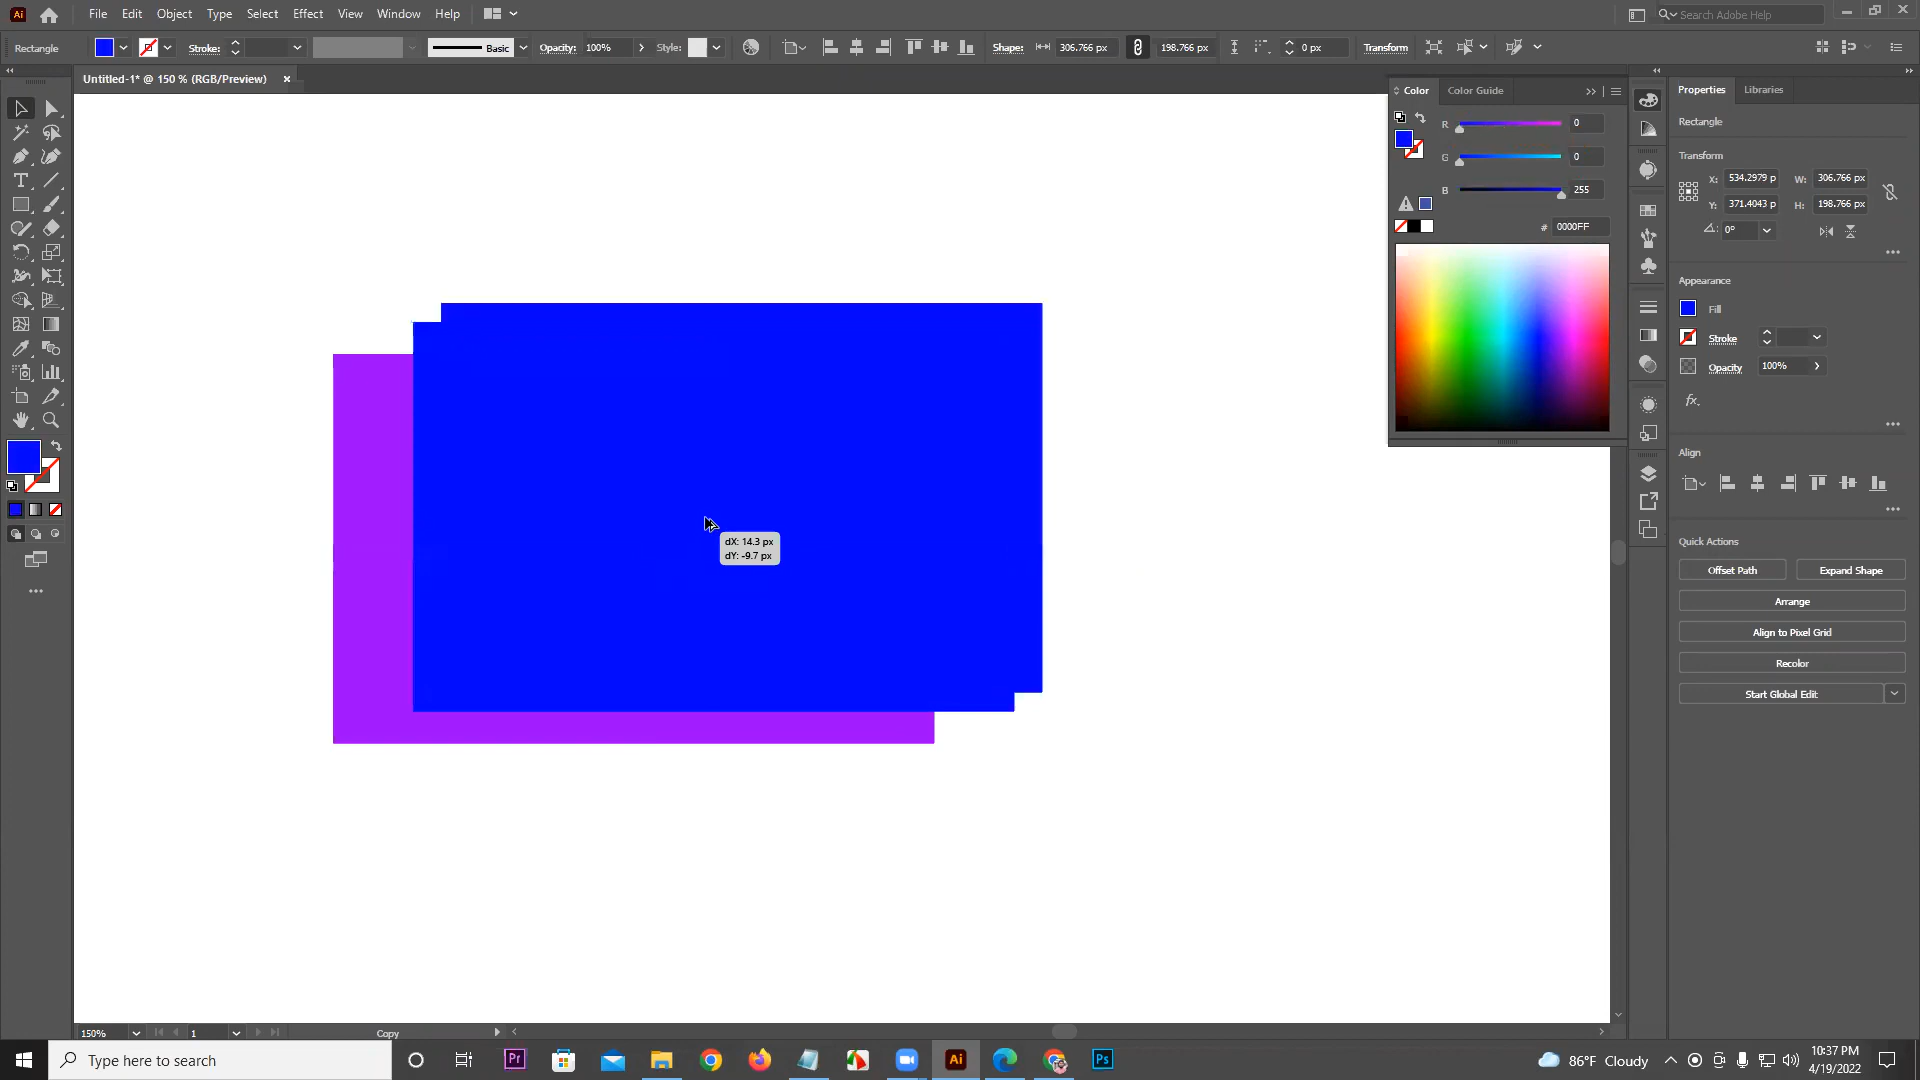 Ai File Edit Object Type Select Effect View Window Help Search Adobe Help
Rectangle Stroke: Basic Opacity: 100% Style: Shape: 306.766 px 198.766 px 0 px Transform
Untitled-1* @ 150 % (RGB/Preview)
Color Color Guide
R 0
G 0
B 255
# 0000FF
Properties Libraries
Rectangle
Transform
X: 534.2979 p W: 306.766 px
Y: 371.4043 p H: 198.766 px
0°
Appearance
Fill
Stroke
Opacity 100%
fx.
Align
Quick Actions
Offset Path Expand Shape
Arrange
Align to Pixel Grid
Recolor
Start Global Edit
dX: 14.3 px
dY: -9.7 px
150% 1 Copy
Type here to search Pr Ai Ps 86°F Cloudy 10:37 PM
4/19/2022